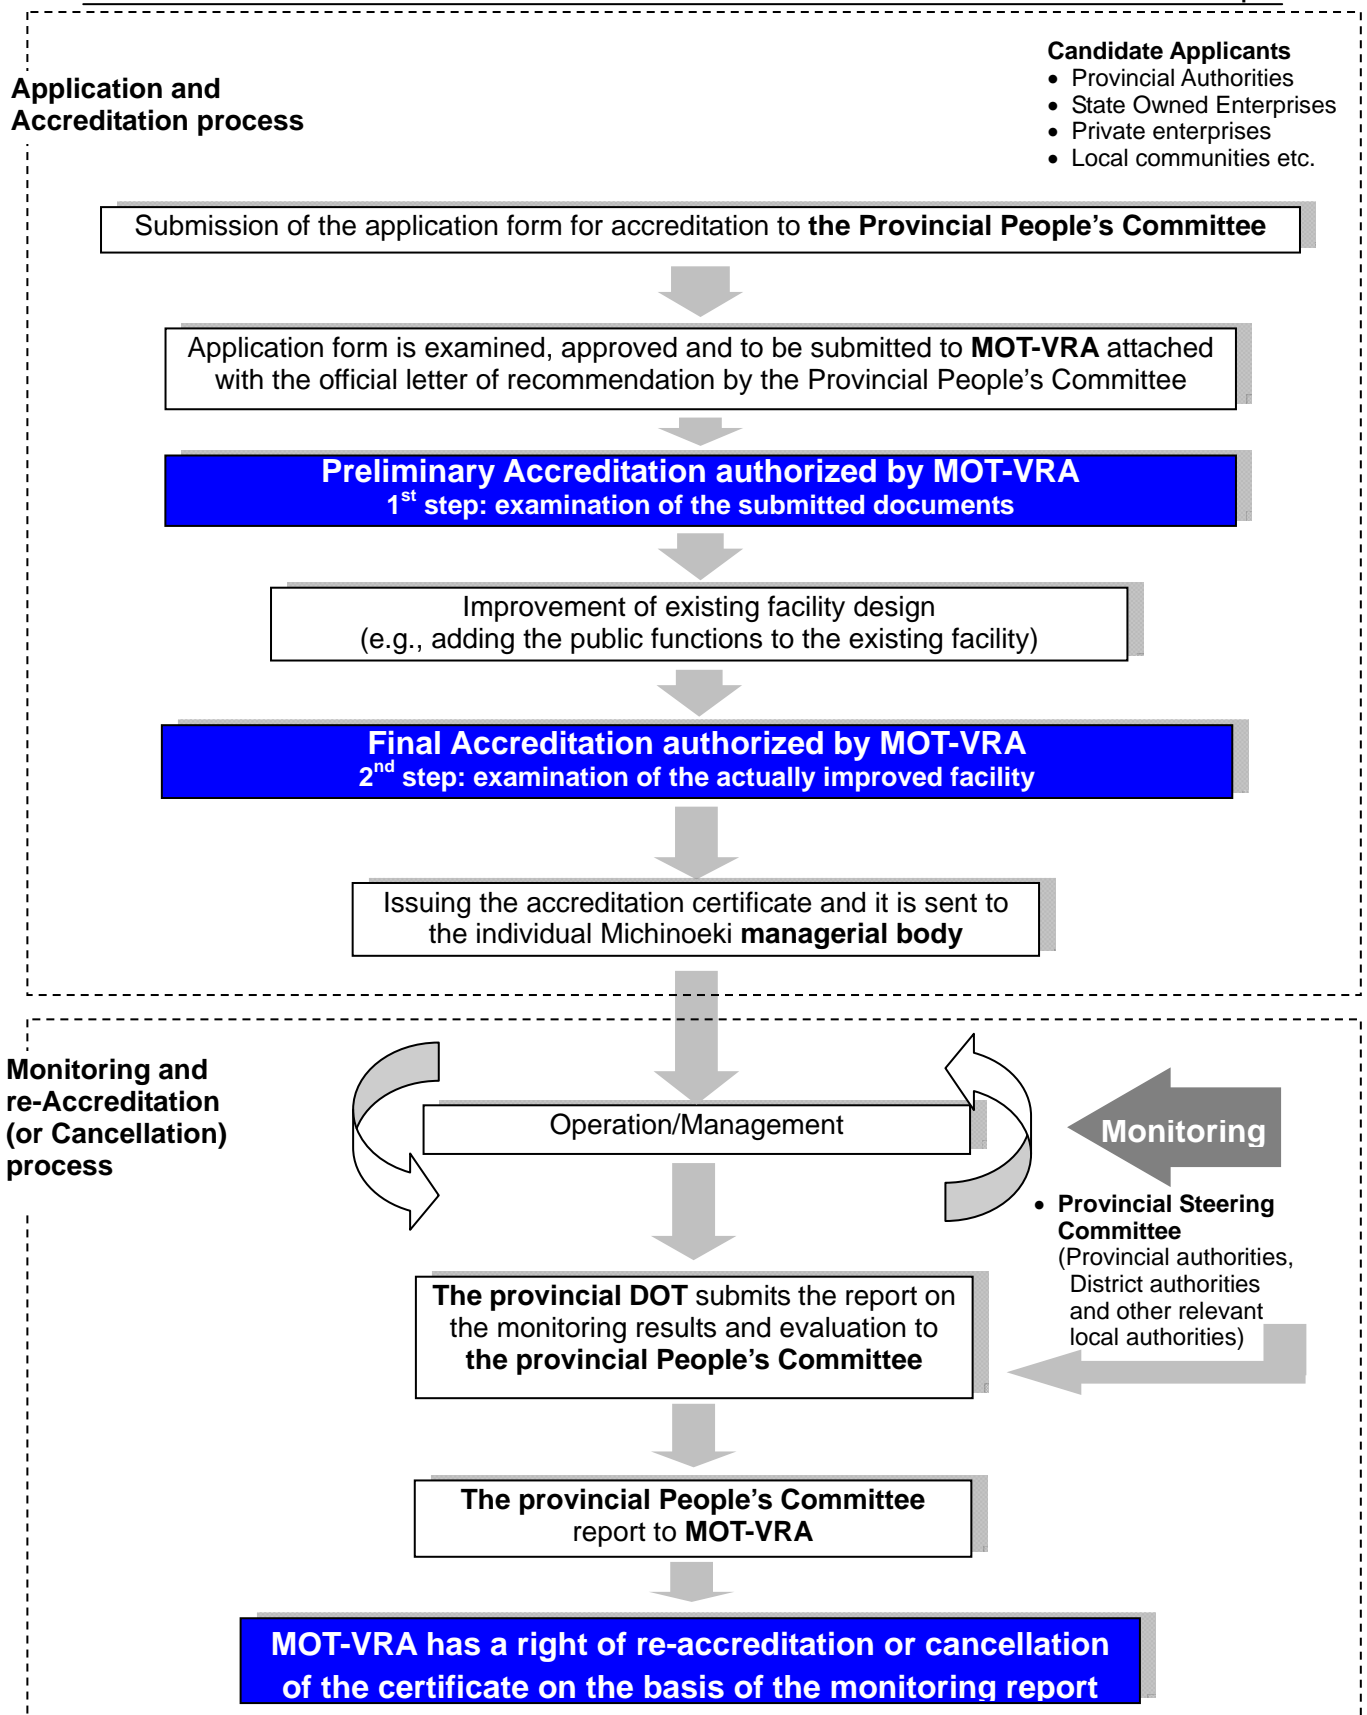 Candidate Applicants
• Provincial Authorities
• State Owned Enterprises
• Private enterprises
• Local communities etc.
Application and
Accreditation process
Submission of the application form for accreditation to the Provincial People’s Committee
Application form is examined, approved and to be submitted to MOT-VRA attached
with the official letter of recommendation by the Provincial People’s Committee
Preliminary Accreditation authorized by MOT-VRA
1st step: examination of the submitted documents
Improvement of existing facility design
(e.g., adding the public functions to the existing facility)
Final Accreditation authorized by MOT-VRA
2nd step: examination of the actually improved facility
Issuing the accreditation certificate and it is sent to
the individual Michinoeki managerial body
Monitoring and
re-Accreditation
(or Cancellation)
process
Operation/Management
Monitoring
• Provincial Steering
Committee
(Provincial authorities,
District authorities
and other relevant
local authorities)
The provincial DOT submits the report on
the monitoring results and evaluation to
the provincial People’s Committee
The provincial People’s Committee
report to MOT-VRA
MOT-VRA has a right of re-accreditation or cancellation
of the certificate on the basis of the monitoring report